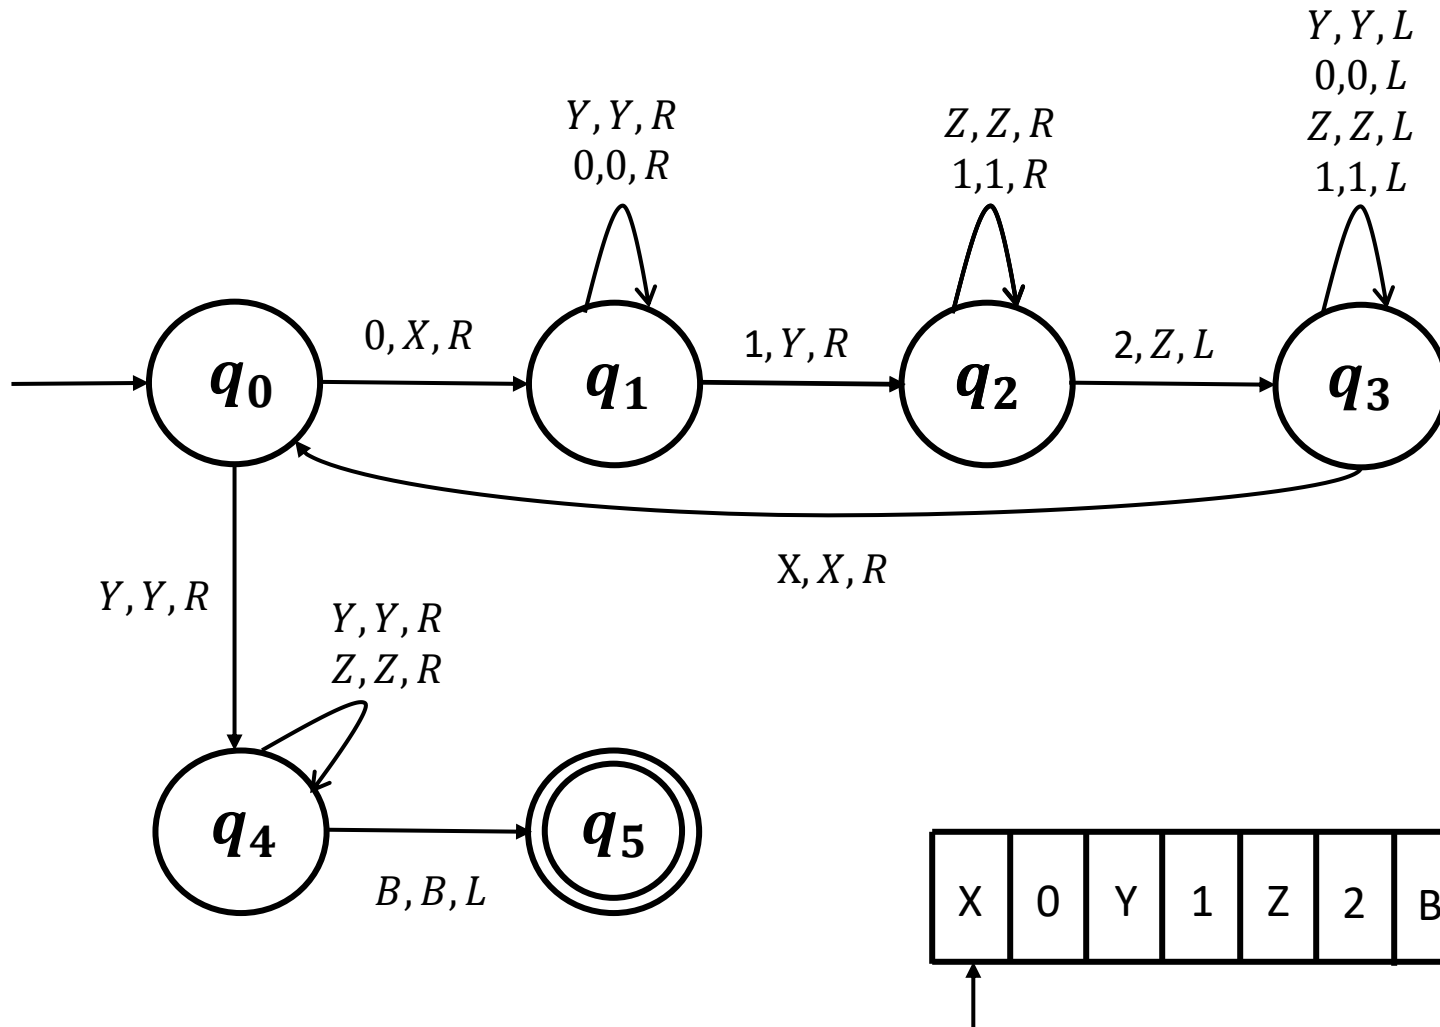 Y, Y, L
0,0, L
Z, Z, L
1,1, L
Y, Y, R
0,0, R
Z, Z, R
1,1, R
0, X, R
1, Y, R
2, Z, L
q0
q1
q2
q3
X, X, R
Y, Y, R
Y, Y, R
Z, Z, R
q4
q5
B, B, L
X 0 Y 1 Z 2 B